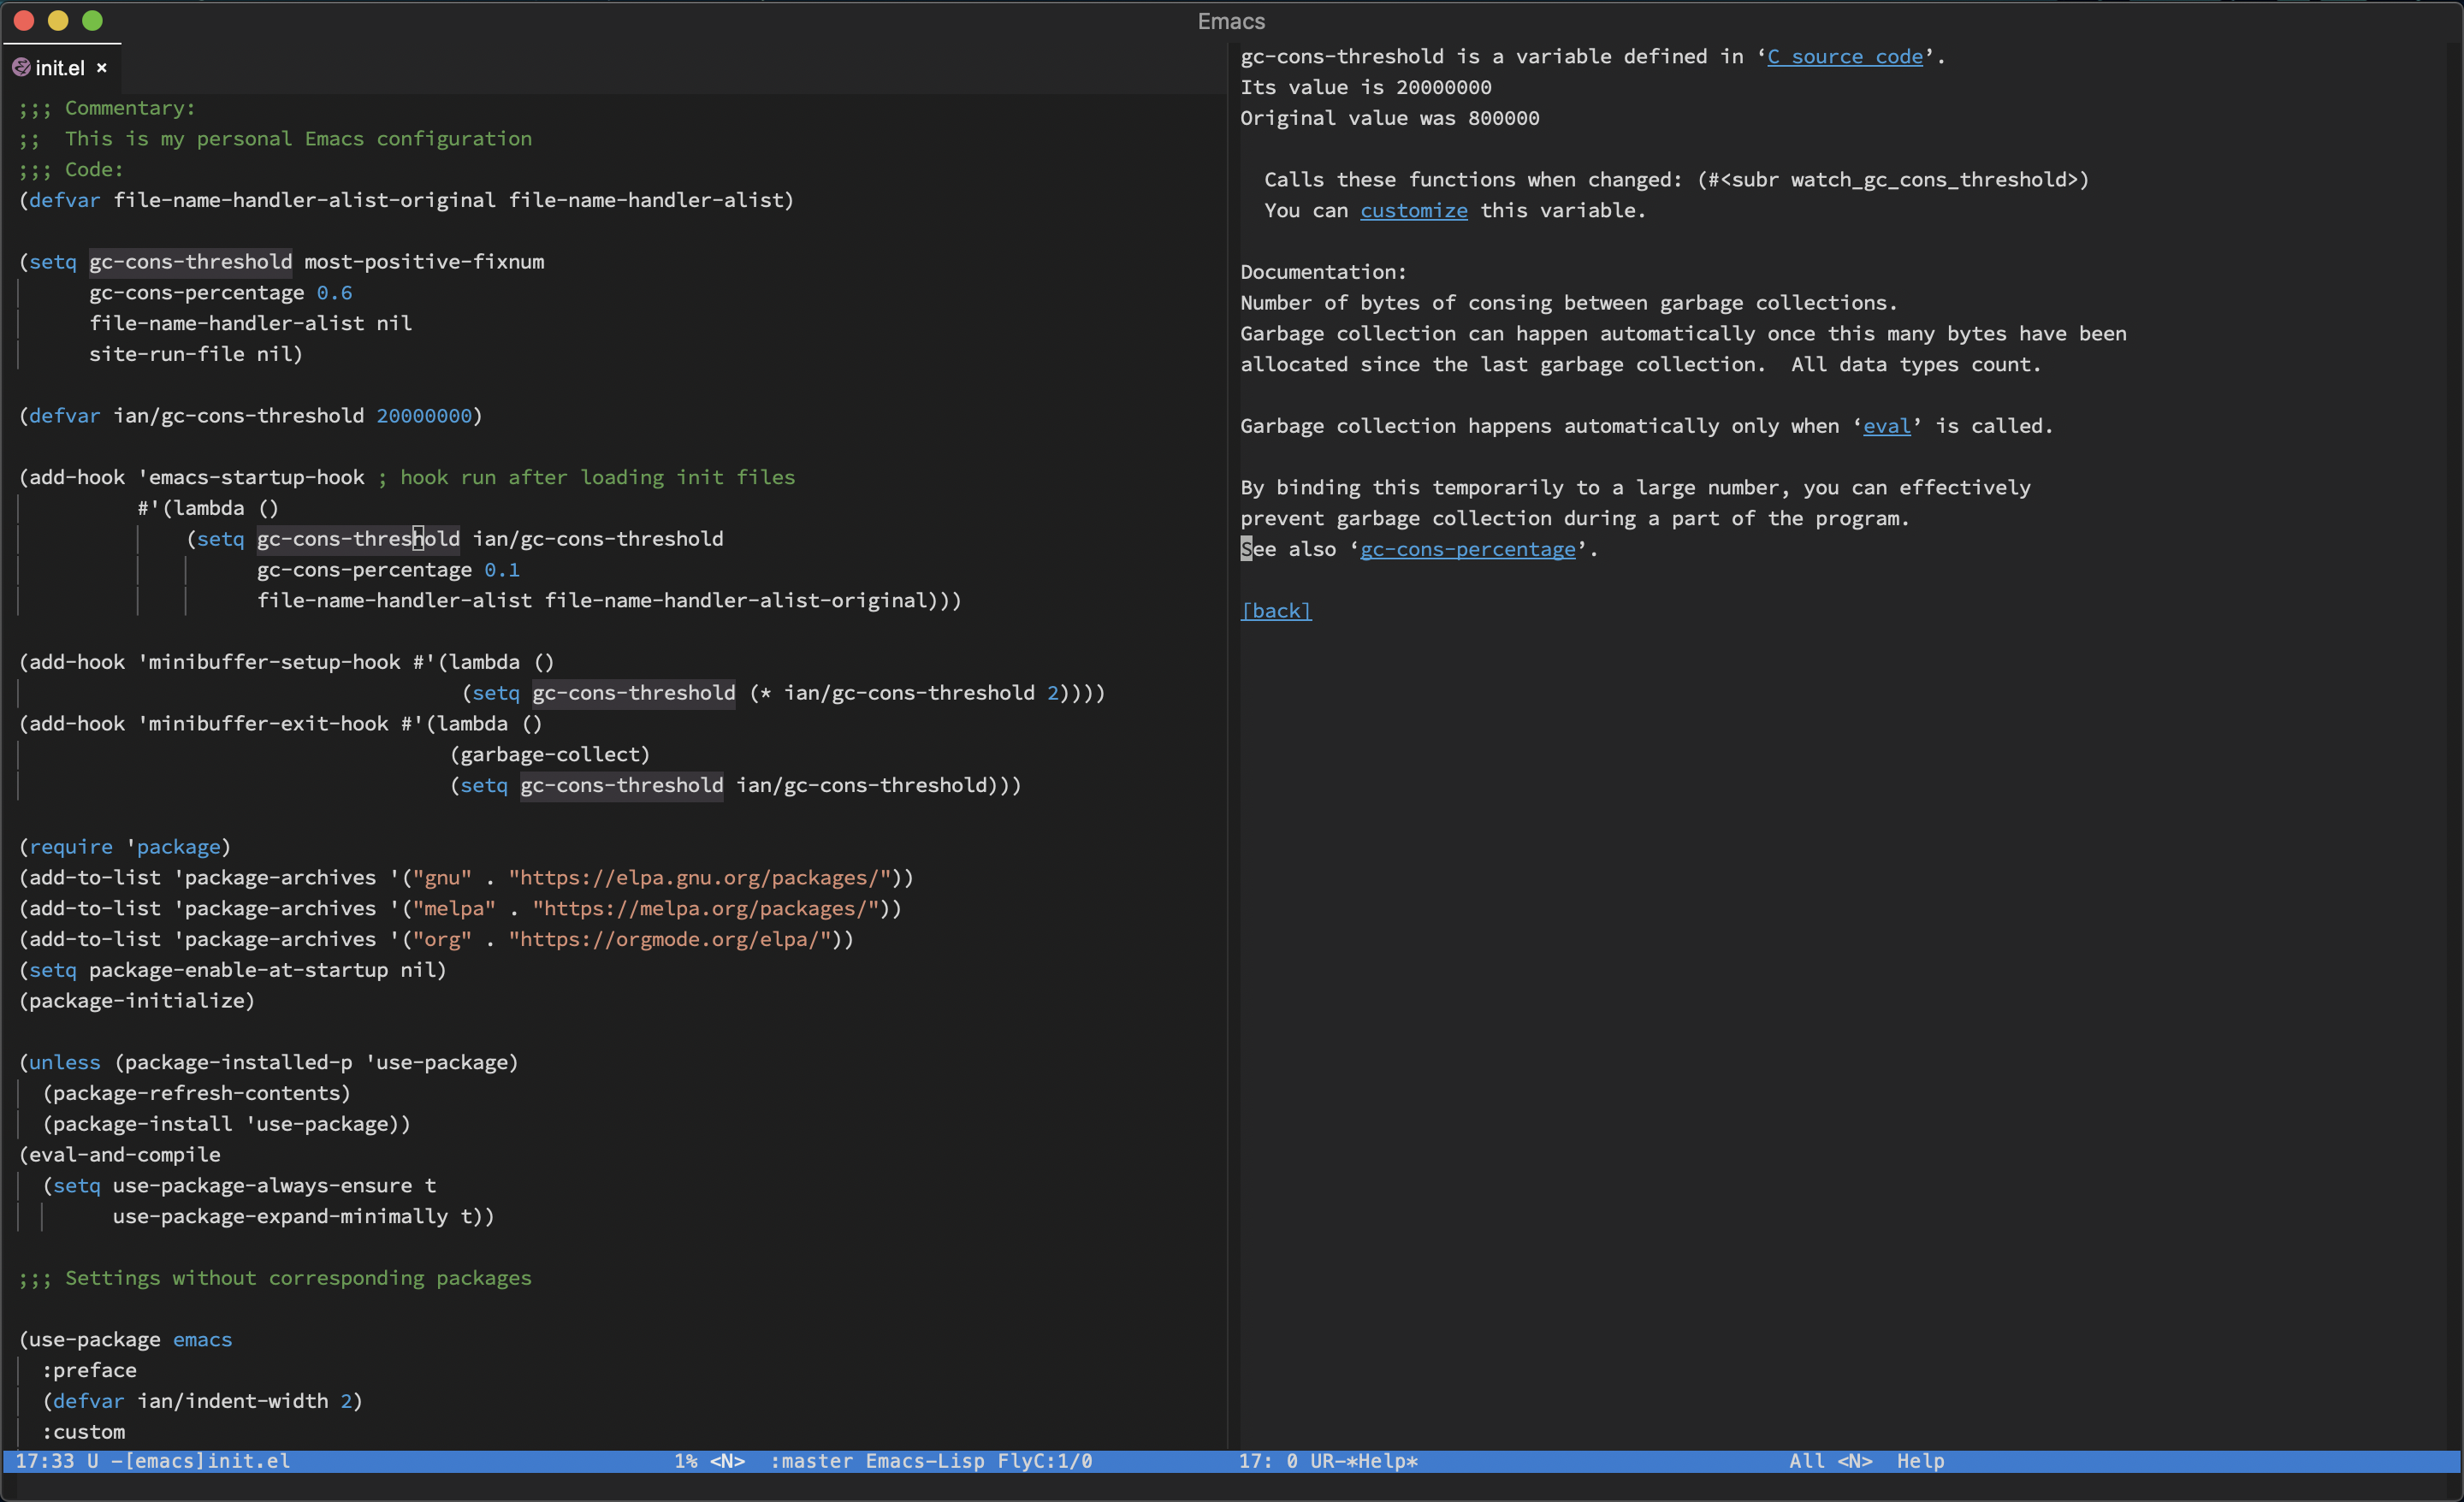 Emacs
init.el ×
;;; Commentary:
;;  This is my personal Emacs configuration
;;; Code:
(defvar file-name-handler-alist-original file-name-handler-alist)

(setq gc-cons-threshold most-positive-fixnum
      gc-cons-percentage 0.6
      file-name-handler-alist nil
      site-run-file nil)

(defvar ian/gc-cons-threshold 20000000)

(add-hook 'emacs-startup-hook ; hook run after loading init files
          #'(lambda ()
              (setq gc-cons-threshold ian/gc-cons-threshold
                    gc-cons-percentage 0.1
                    file-name-handler-alist file-name-handler-alist-original)))

(add-hook 'minibuffer-setup-hook #'(lambda ()
                                     (setq gc-cons-threshold (* ian/gc-cons-threshold 2))))
(add-hook 'minibuffer-exit-hook #'(lambda ()
                                    (garbage-collect)
                                    (setq gc-cons-threshold ian/gc-cons-threshold)))

(require 'package)
(add-to-list 'package-archives '("gnu" . "https://elpa.gnu.org/packages/"))
(add-to-list 'package-archives '("melpa" . "https://melpa.org/packages/"))
(add-to-list 'package-archives '("org" . "https://orgmode.org/elpa/"))
(setq package-enable-at-startup nil)
(package-initialize)

(unless (package-installed-p 'use-package)
  (package-refresh-contents)
  (package-install 'use-package))
(eval-and-compile
  (setq use-package-always-ensure t
        use-package-expand-minimally t))

;;; Settings without corresponding packages

(use-package emacs
  :preface
  (defvar ian/indent-width 2)
  :custom
17:33 U -[emacs]init.el 1% <N> :master Emacs-Lisp FlyC:1/0
gc-cons-threshold is a variable defined in ‘C source code’.
Its value is 20000000
Original value was 800000

  Calls these functions when changed: (#<subr watch_gc_cons_threshold>)
  You can customize this variable.

Documentation:
Number of bytes of consing between garbage collections.
Garbage collection can happen automatically once this many bytes have been
allocated since the last garbage collection.  All data types count.

Garbage collection happens automatically only when ‘eval’ is called.

By binding this temporarily to a large number, you can effectively
prevent garbage collection during a part of the program.
See also ‘gc-cons-percentage’.

[back]
17: 0 UR-*Help* All <N> Help